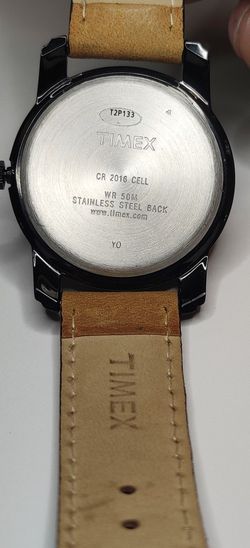 T2P133
TIMEX
CR 2016 CELL
WR 50M
STAINLESS STEEL BACK
www.timex.com
YO
TIMEX